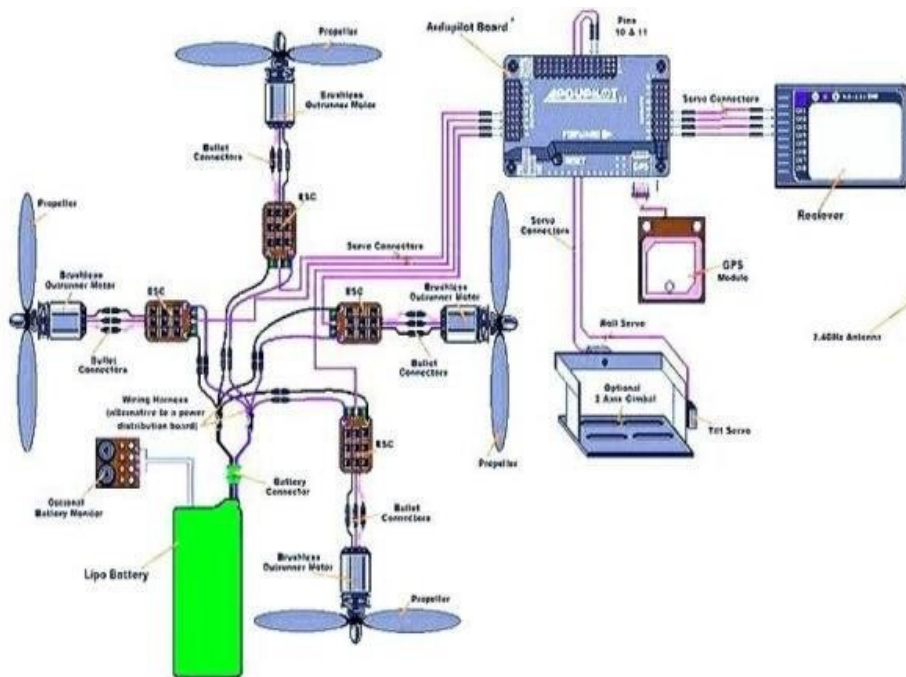 Propeller
Ardupilot Board
Pins
10 & 11
Brushless
Outrunner Motor
ARDUPILOT
Servo Connectors
FORWARD
RESET
GPS
Bullet
Connectors
ESC
Reciever
Propeller
Servo
Connectors
Servo Connectors
GPS
Module
Brushless
Outrunner Motor
ESC
ESC
Brushless
Outrunner Motor
Roll Servo
2.4GHz Antenna
Bullet
Connectors
Bullet
Connectors
Optional
2 Axis Gimbal
Wiring Harness
(alternative to a power
distribution board)
ESC
Tilt Servo
Propeller
Battery
Connector
Optional
Battery Monitor
Bullet
Connectors
Lipo Battery
Brushless
Outrunner Motor
Propeller